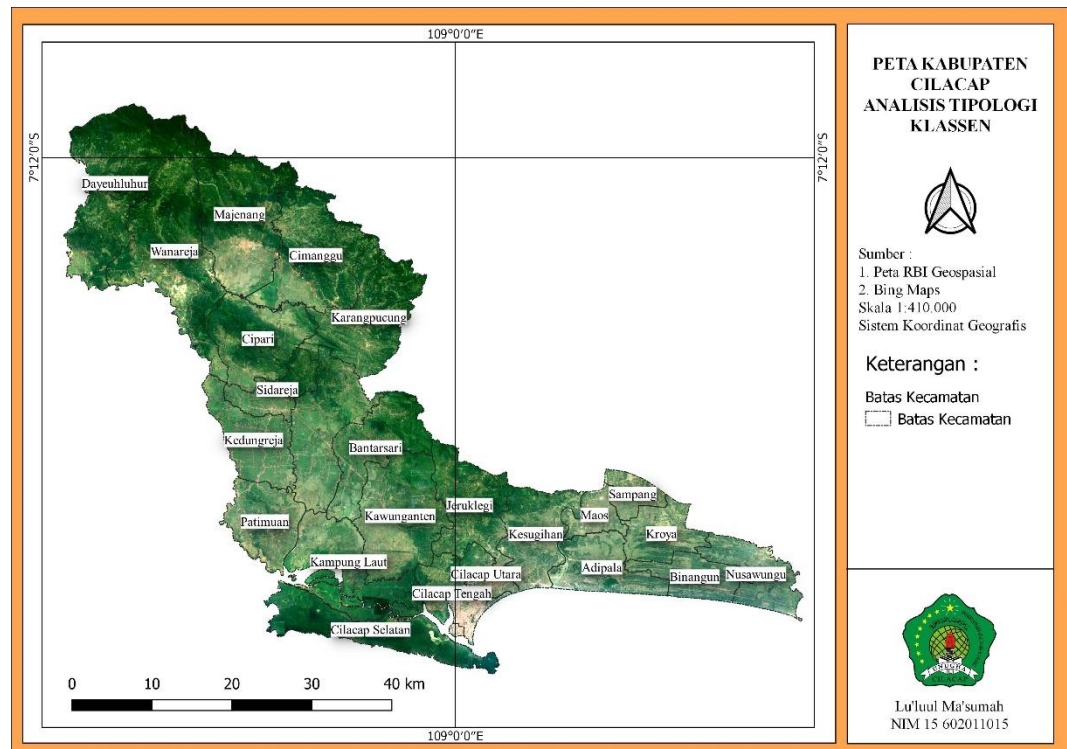 109°0'0"E
7°12'0"S
7°12'0"S
Dayeuhluhur
Majenang
Wanareja
Cimanggu
Karangpucung
Cipari
Sidareja
Kedungreja
Bantarsari
Sampang
Jeruklegi
Maos
Patimuan
Kawunganten
Kesugihan
Kroya
Kampung Laut
Cilacap Utara
Adipala
Binangun
Nusawungu
Cilacap Tengah
Cilacap Selatan
0 10 20 30 40 km
109°0'0"E
PETA KABUPATEN
CILACAP
ANALISIS TIPOLOGI
KLASSEN
Sumber :
1. Peta RBI Geospasial
2. Bing Maps
Skala 1:410.000
Sistem Koordinat Geografis
Keterangan :
Batas Kecamatan
Batas Kecamatan
UNUGHA
CILACAP
Lu'luul Ma'sumah
NIM 15 602011015